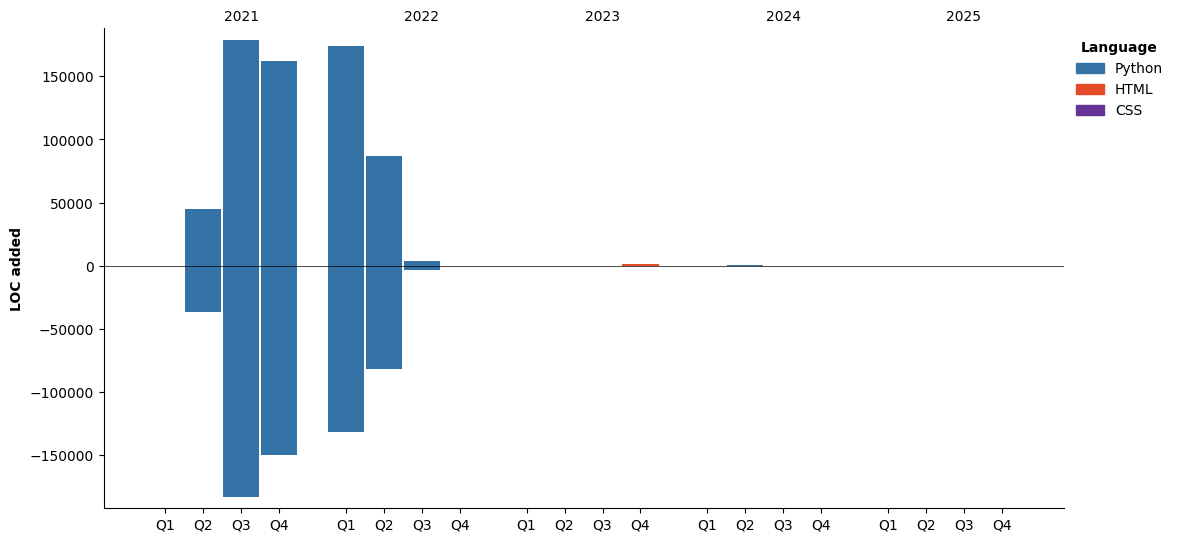 2021 2022 2023 2024 2025
Language
Python
HTML
CSS
LOC added
150000
100000
50000
0
−50000
−100000
−150000
Q1 Q2 Q3 Q4 Q1 Q2 Q3 Q4 Q1 Q2 Q3 Q4 Q1 Q2 Q3 Q4 Q1 Q2 Q3 Q4